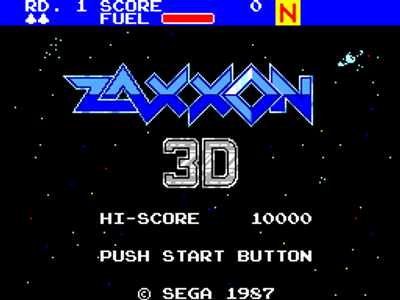 RD. 1 SCORE 0 N
FUEL
ZAXXON
3D
HI-SCORE 10000
PUSH START BUTTON
© SEGA 1987